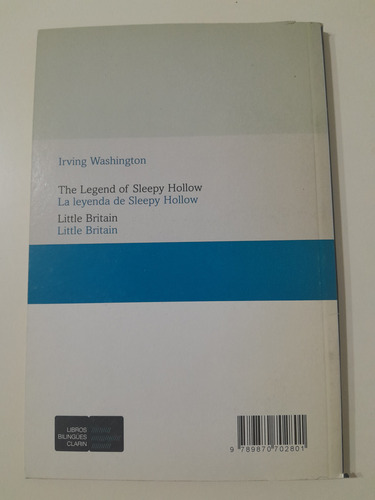 Irving Washington
The Legend of Sleepy Hollow
La leyenda de Sleepy Hollow
Little Britain
Little Britain
LIBROS
BILINGÜES
CLARIN
9 789870 702801